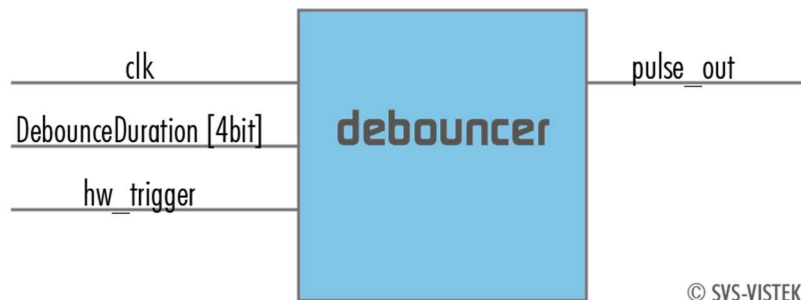 clk
pulse_out
DebounceDuration [4bit]
debouncer
hw_trigger
© SVS-VISTEK